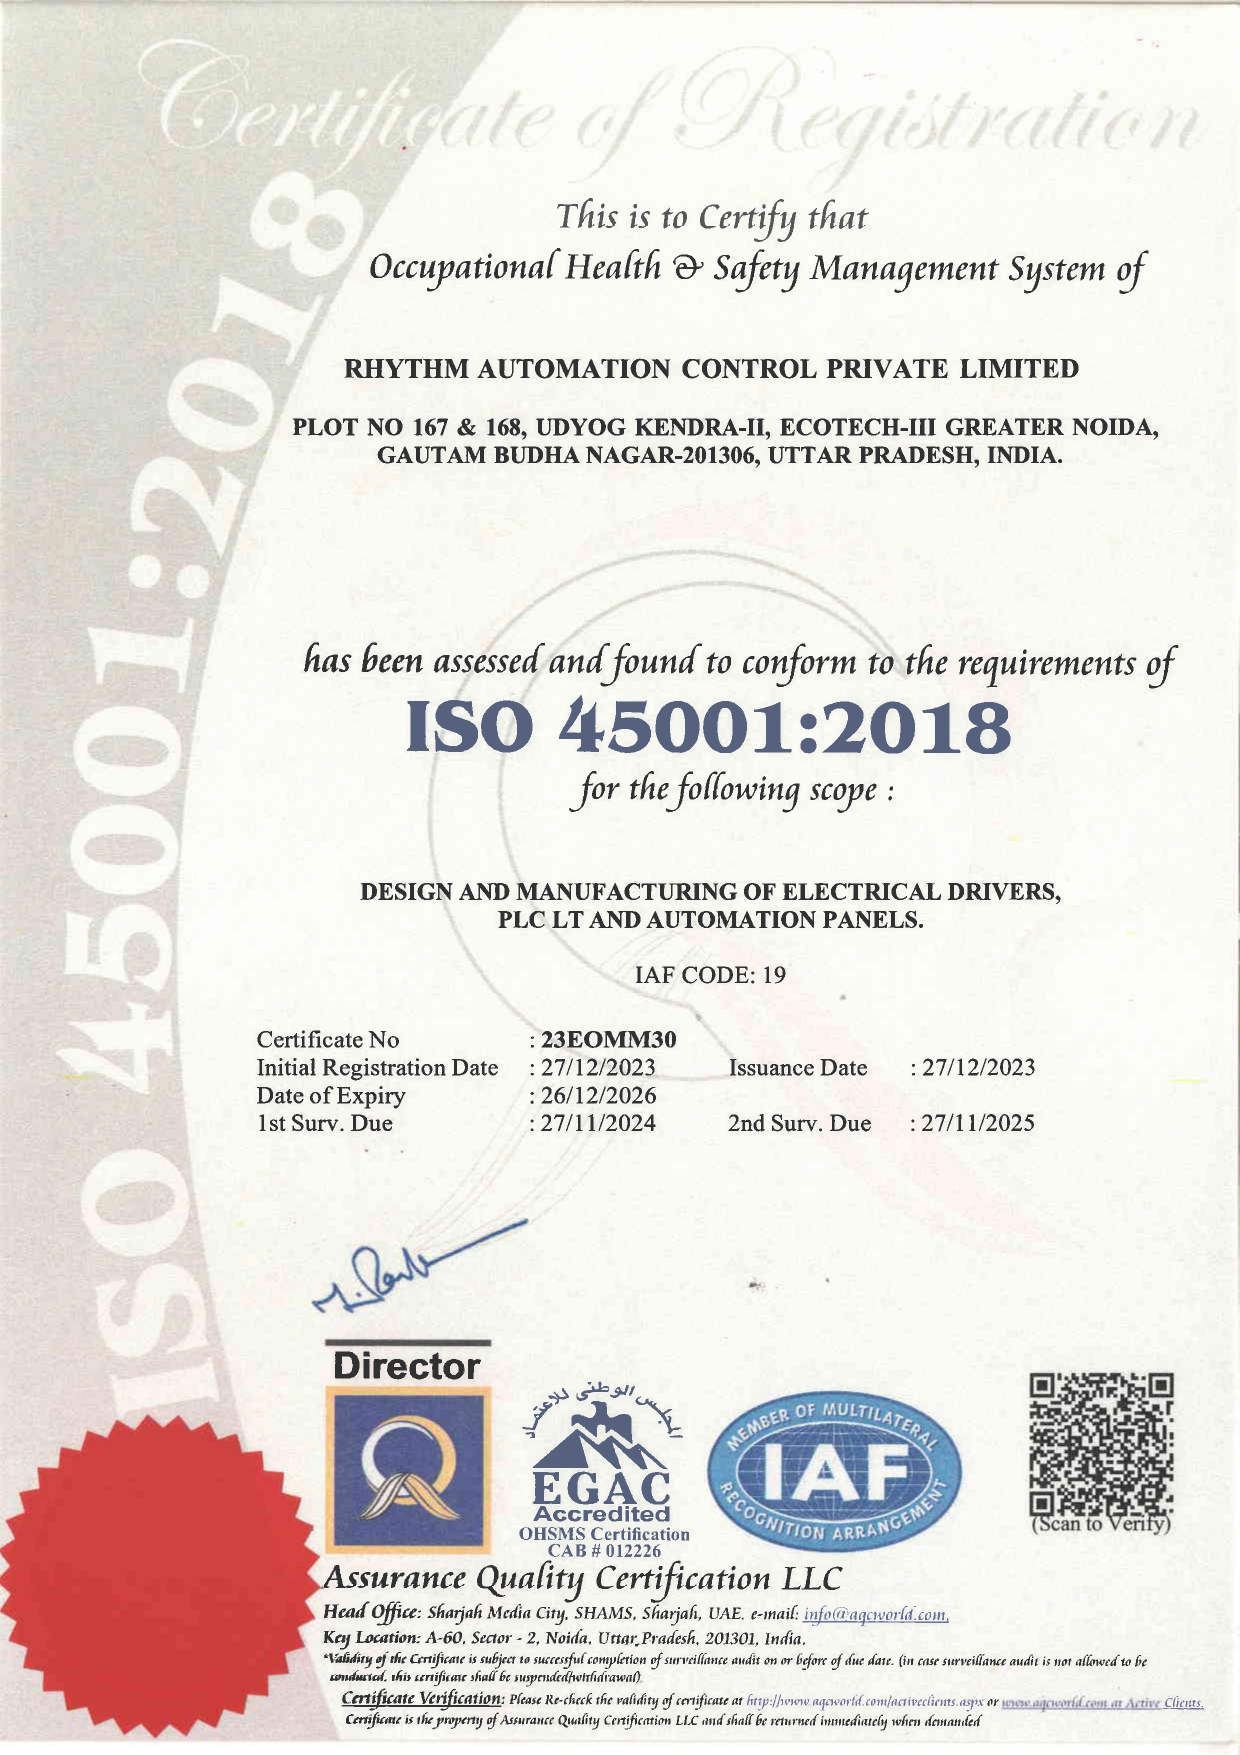 Certificate of Registration
ISO 45001:2018
This is to Certify that
Occupational Health & Safety Management System of
RHYTHM AUTOMATION CONTROL PRIVATE LIMITED
PLOT NO 167 & 168, UDYOG KENDRA-II, ECOTECH-III GREATER NOIDA,
GAUTAM BUDHA NAGAR-201306, UTTAR PRADESH, INDIA.
has been assessed and found to conform to the requirements of
ISO 45001:2018
for the following scope :
DESIGN AND MANUFACTURING OF ELECTRICAL DRIVERS,
PLC LT AND AUTOMATION PANELS.
IAF CODE: 19
Certificate No : 23EOMM30
Initial Registration Date : 27/12/2023 Issuance Date : 27/12/2023
Date of Expiry : 26/12/2026
1st Surv. Due : 27/11/2024 2nd Surv. Due : 27/11/2025
Director
المجلس الوطنى للاعتماد
EGAC
Accredited
OHSMS Certification
CAB # 012226
MEMBER OF MULTILATERAL
IAF
RECOGNITION ARRANGEMENT
(Scan to Verify)
Assurance Quality Certification LLC
Head Office: Sharjah Media City, SHAMS, Sharjah, UAE. e-mail: info@aqcworld.com,
Key Location: A-60, Sector - 2, Noida, Uttar Pradesh, 201301, India.
*Validity of the Certificate is subject to successful completion of surveillance audit on or before of due date. (in case surveillance audit is not allowed to be
conducted, this certificate shall be suspended/withdrawal).
Certificate Verification: Please Re-check the validity of certificate at http://www.aqcworld.com/activeclients.aspx or www.aqcworld.com at Active Clients.
Certificate is the property of Assurance Quality Certification LLC and shall be returned immediately when demanded